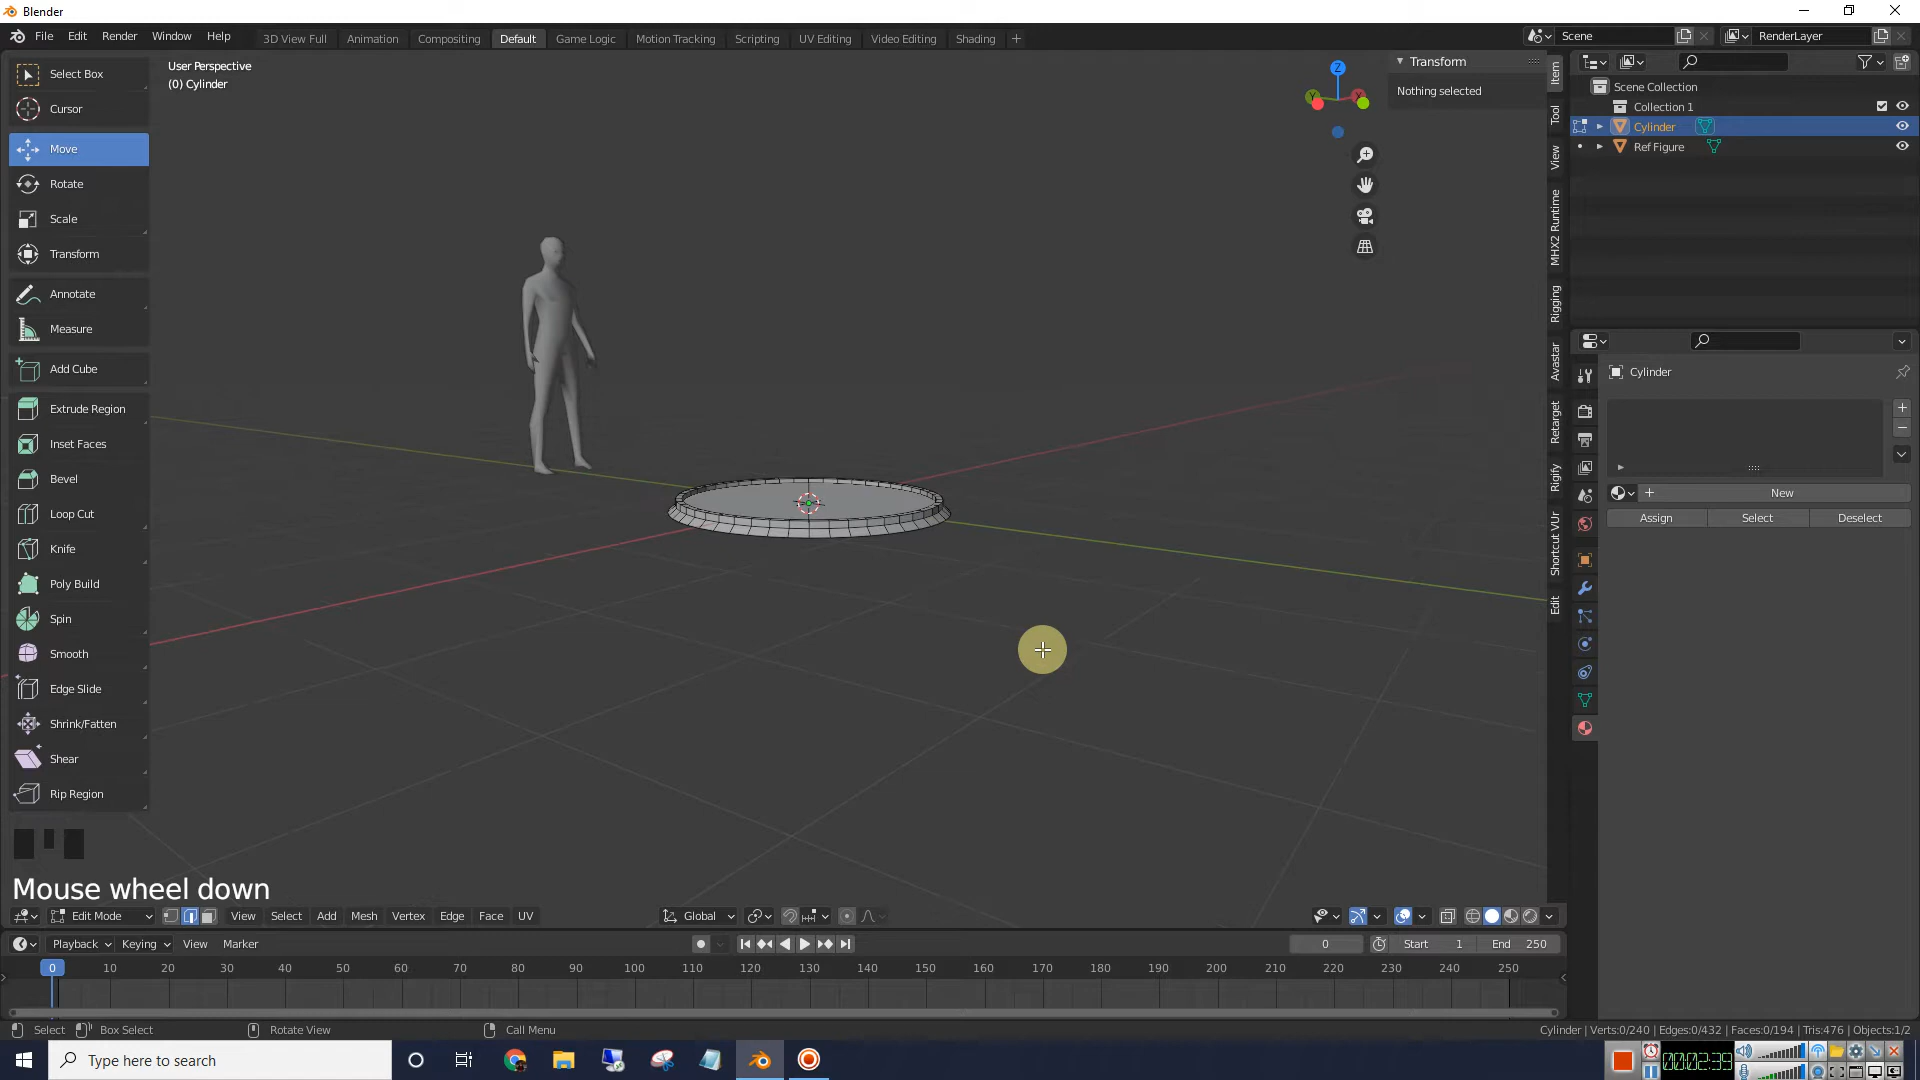 Blender
File Edit Render Window Help
3D View Full Animation Compositing Default Game Logic Motion Tracking Scripting UV Editing Video Editing Shading +
Scene
RenderLayer
Select Box
Cursor
Move
Rotate
Scale
Transform
Annotate
Measure
Add Cube
Extrude Region
Inset Faces
Bevel
Loop Cut
Knife
Poly Build
Spin
Smooth
Edge Slide
Shrink/Fatten
Shear
Rip Region
User Perspective
(0) Cylinder
Z
Y
Transform
Nothing selected
Item
Tool
View
MHX2 Runtime
Rigging
Avastar
Retarget
Rigify
Shortcut VUr
Edit
Scene Collection
Collection 1
Cylinder
Ref Figure
Cylinder
New
Assign Select Deselect
Mouse wheel down
Edit Mode View Select Add Mesh Vertex Edge Face UV Global
Playback Keying View Marker 0 Start 1 End 250
0 10 20 30 40 50 60 70 80 90 100 110 120 130 140 150 160 170 180 190 200 210 220 230 240 250
Select Box Select Rotate View Call Menu Cylinder | Verts:0/240 | Edges:0/432 | Faces:0/194 | Tris:476 | Objects:1/2
Type here to search
00:02:39